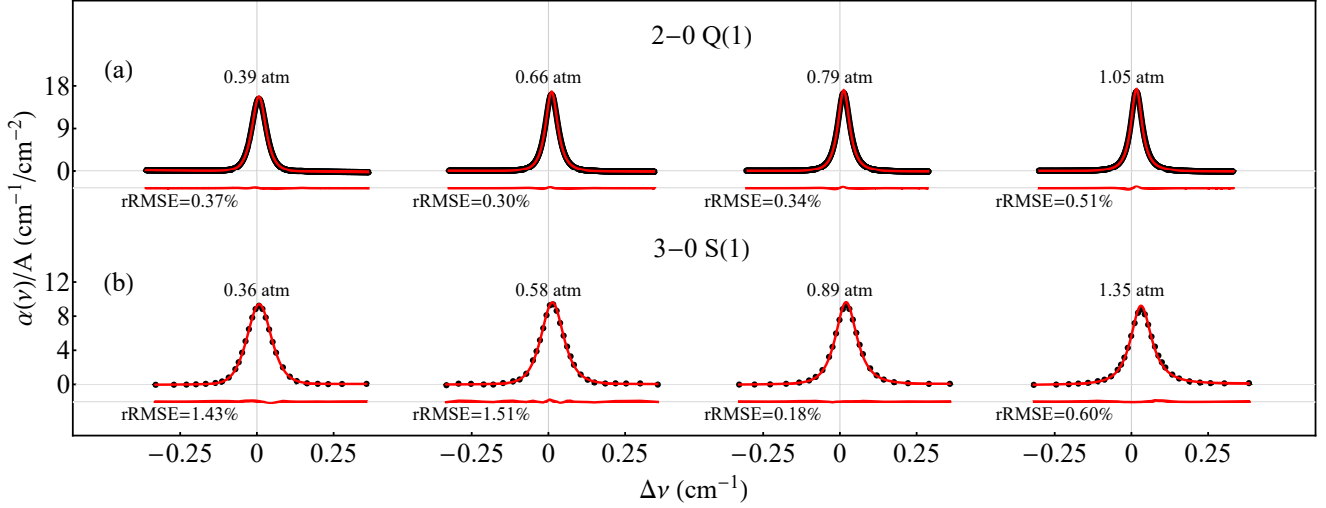 2−0 Q(1)
(a)
0.39 atm 0.66 atm 0.79 atm 1.05 atm
18
9
0
rRMSE=0.37% rRMSE=0.30% rRMSE=0.34% rRMSE=0.51%
α(ν)/A (cm⁻¹/cm⁻²)
3−0 S(1)
(b)
0.36 atm 0.58 atm 0.89 atm 1.35 atm
12
8
4
0
rRMSE=1.43% rRMSE=1.51% rRMSE=0.18% rRMSE=0.60%
−0.25 0 0.25 −0.25 0 0.25 −0.25 0 0.25 −0.25 0 0.25
Δν (cm⁻¹)